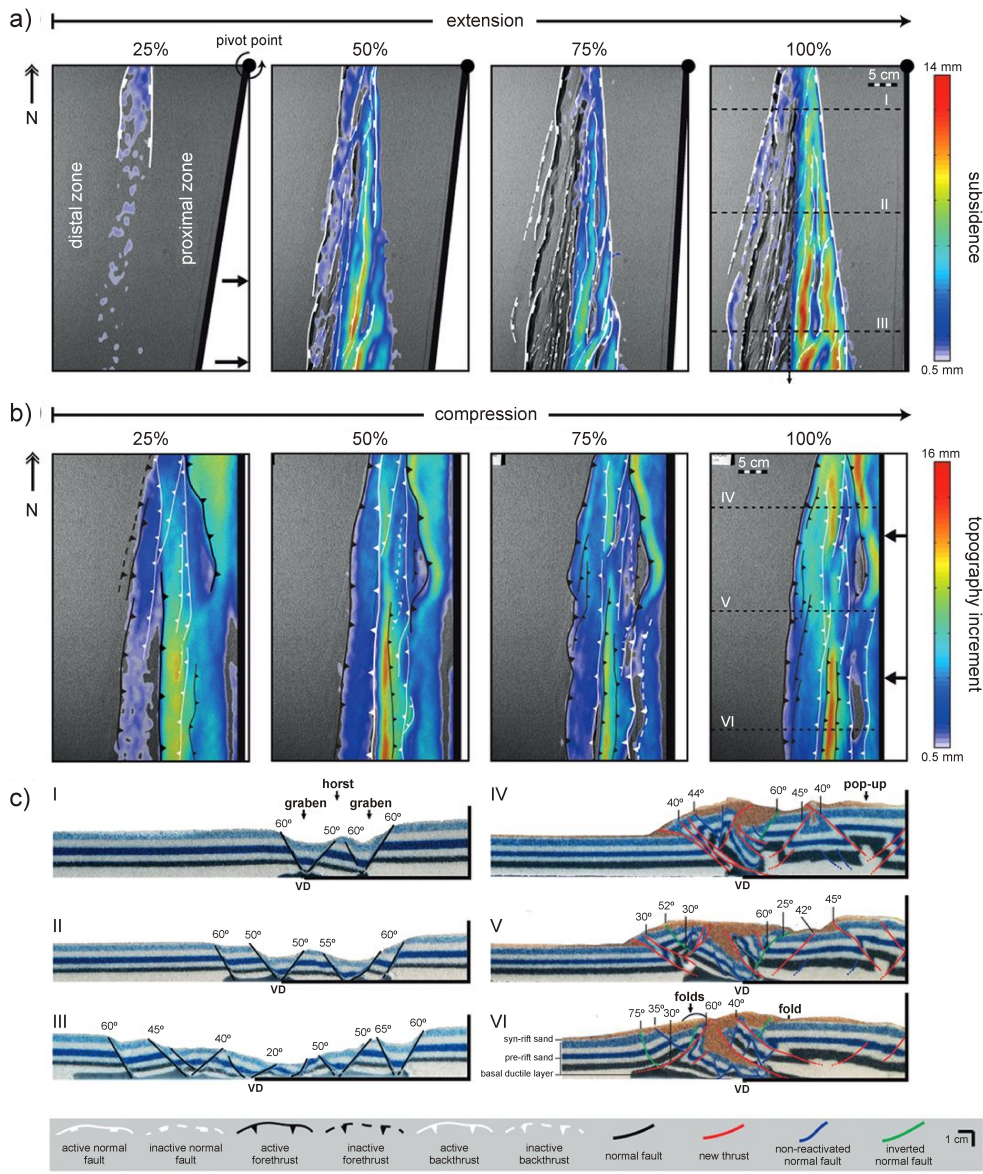 a)
extension
25%
50%
75%
100%
pivot point
N
distal zone
proximal zone
5 cm
I
II
III
14 mm
subsidence
0.5 mm
b)
compression
25%
50%
75%
100%
N
5 cm
IV
V
VI
16 mm
topography increment
0.5 mm
c)
I
horst
graben
graben
60º
50º
60º
60º
VD
II
60º
50º
50º
55º
60º
VD
III
60º
45º
40º
20º
50º
50º
65º
60º
VD
IV
pop-up
40º
44º
60º
45º
40º
VD
V
30º
52º
30º
60º
25º
42º
45º
VD
VI
folds
fold
75º
35º
30º
60º
40º
syn-rift sand
pre-rift sand
basal ductile layer
VD
active normal
fault
inactive normal
fault
active
forethrust
inactive
forethrust
active
backthrust
inactive
backthrust
normal fault
new thrust
non-reactivated
normal fault
inverted
normal fault
1 cm